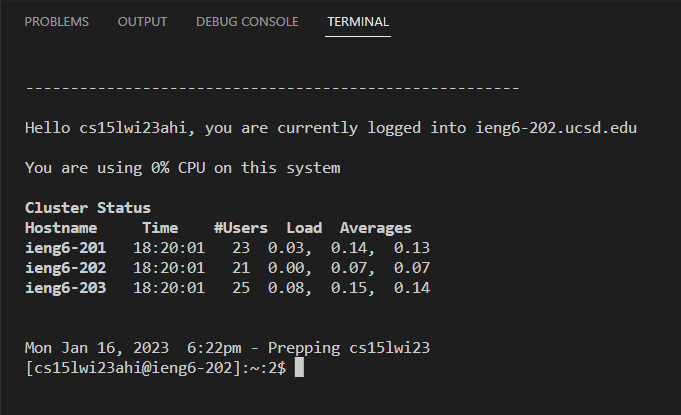 PROBLEMS OUTPUT DEBUG CONSOLE TERMINAL
-------------------------------------------------------
Hello cs15lwi23ahi, you are currently logged into ieng6-202.ucsd.edu
You are using 0% CPU on this system
Cluster Status
Hostname     Time    #Users  Load  Averages
ieng6-201   18:20:01   23  0.03,  0.14,  0.13
ieng6-202   18:20:01   21  0.00,  0.07,  0.07
ieng6-203   18:20:01   25  0.08,  0.15,  0.14
Mon Jan 16, 2023  6:22pm - Prepping cs15lwi23
[cs15lwi23ahi@ieng6-202]:~:2$